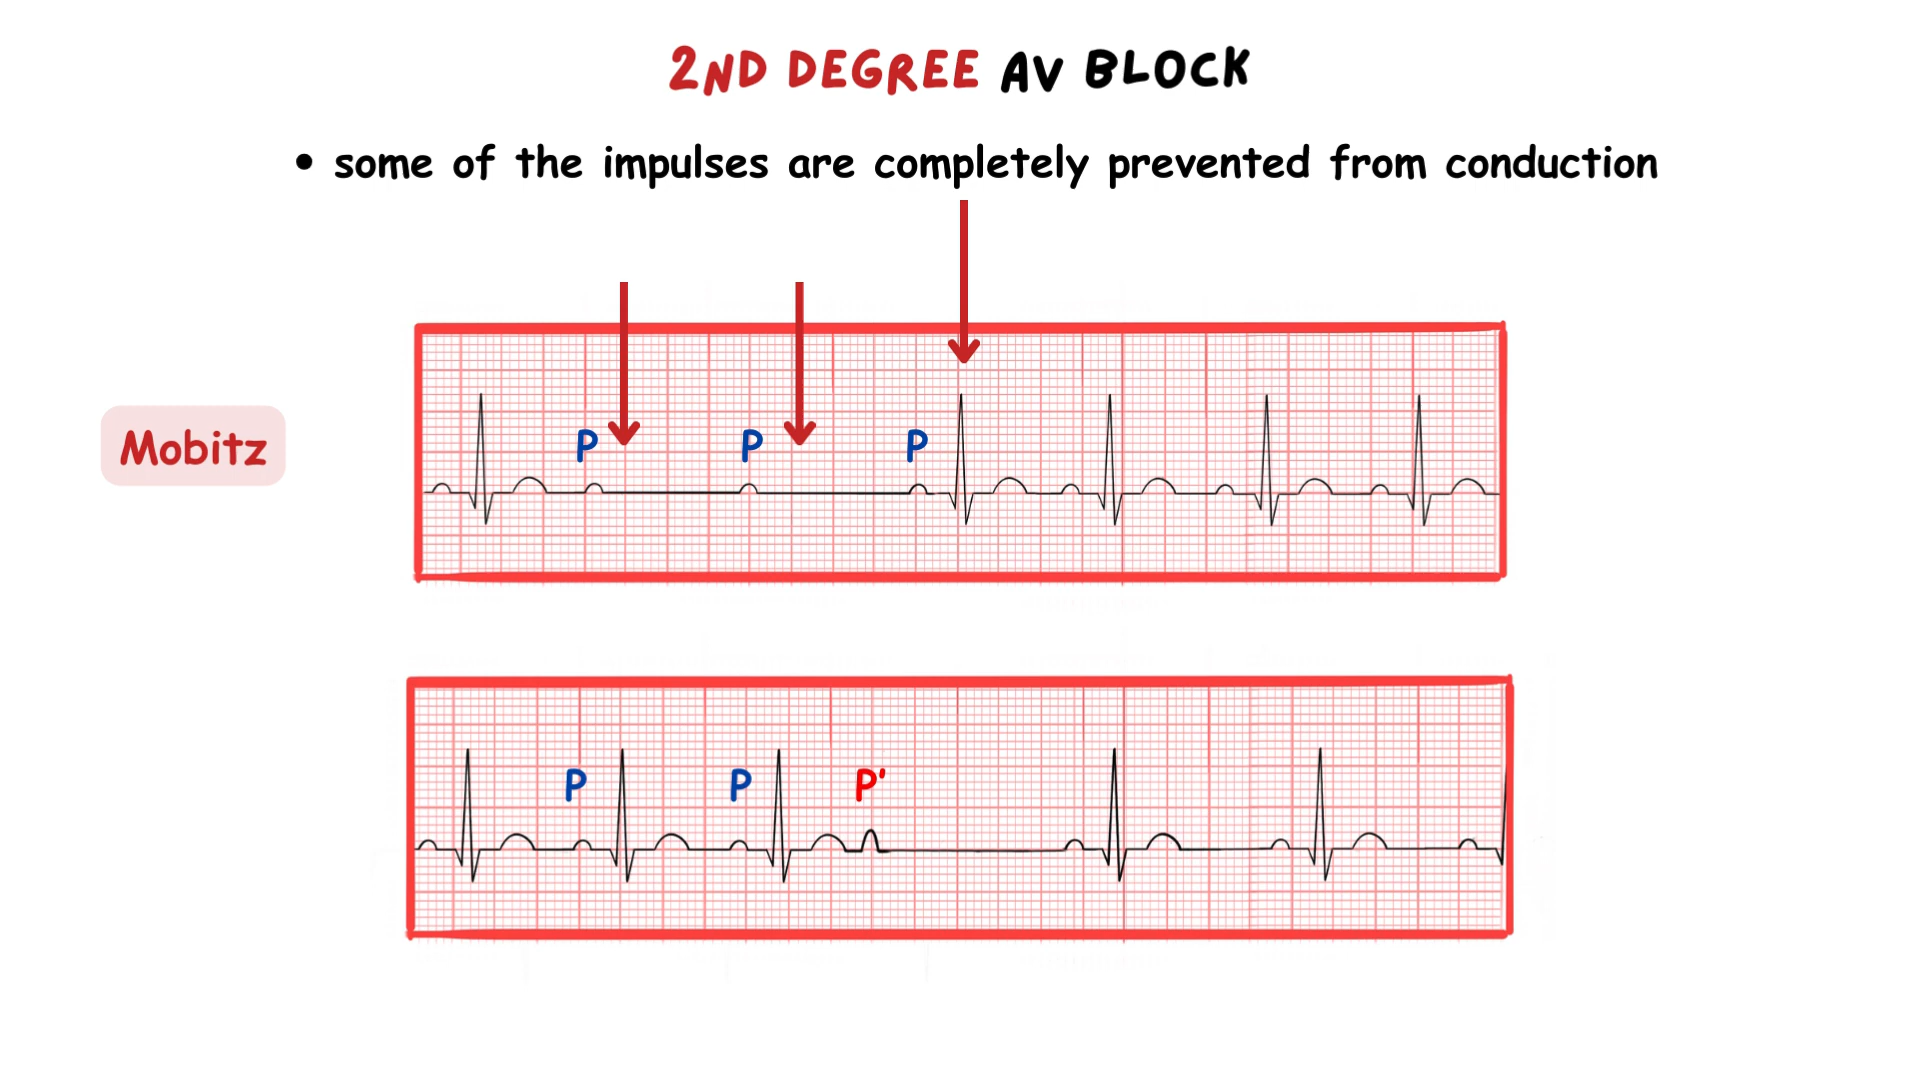 2ND DEGREE AV BLOCK
• some of the impulses are completely prevented from conduction
Mobitz
P P P
P P P'